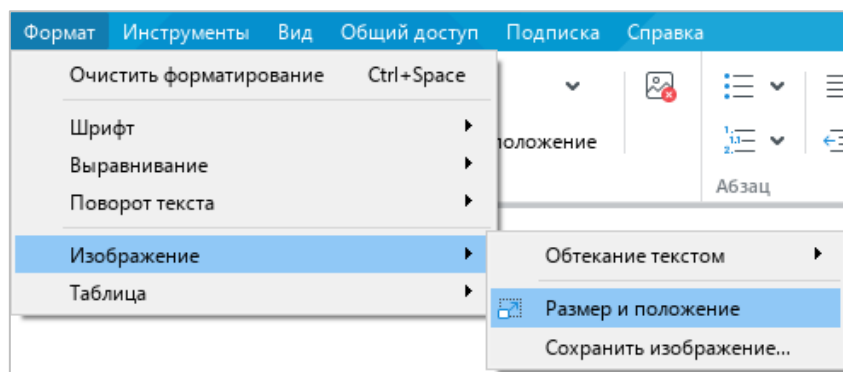 Формат Инструменты Вид Общий доступ Подписка Справка
Очистить форматирование Ctrl+Space
Шрифт
Выравнивание
Поворот текста
Изображение
Таблица
положение
Абзац
Обтекание текстом
Размер и положение
Сохранить изображение...